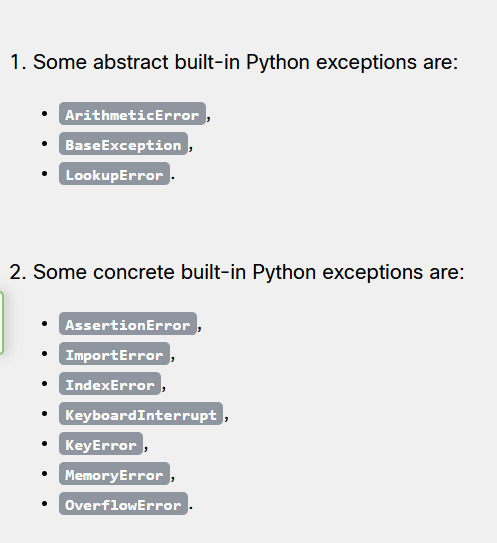 1. Some abstract built-in Python exceptions are:
• ArithmeticError,
• BaseException,
• LookupError.
2. Some concrete built-in Python exceptions are:
• AssertionError,
• ImportError,
• IndexError,
• KeyboardInterrupt,
• KeyError,
• MemoryError,
• OverflowError.